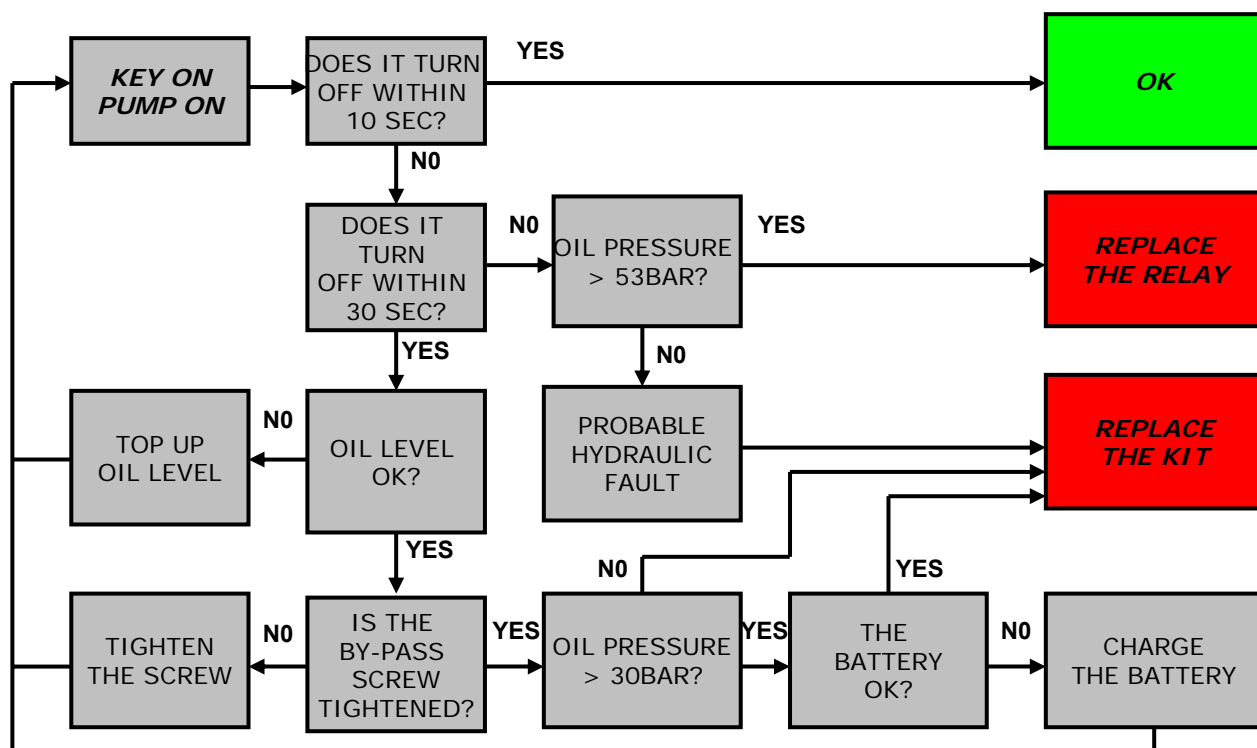 KEY ON
PUMP ON
DOES IT TURN
OFF WITHIN
10 SEC?
YES
OK
N0
DOES IT
TURN
OFF WITHIN
30 SEC?
N0
OIL PRESSURE
> 53BAR?
YES
REPLACE
THE RELAY
YES
N0
TOP UP
OIL LEVEL
N0
OIL LEVEL
OK?
PROBABLE
HYDRAULIC
FAULT
REPLACE
THE KIT
YES
N0
YES
TIGHTEN
THE SCREW
N0
IS THE
BY-PASS
SCREW
TIGHTENED?
YES
OIL PRESSURE
> 30BAR?
YES
THE
BATTERY
OK?
N0
CHARGE
THE BATTERY